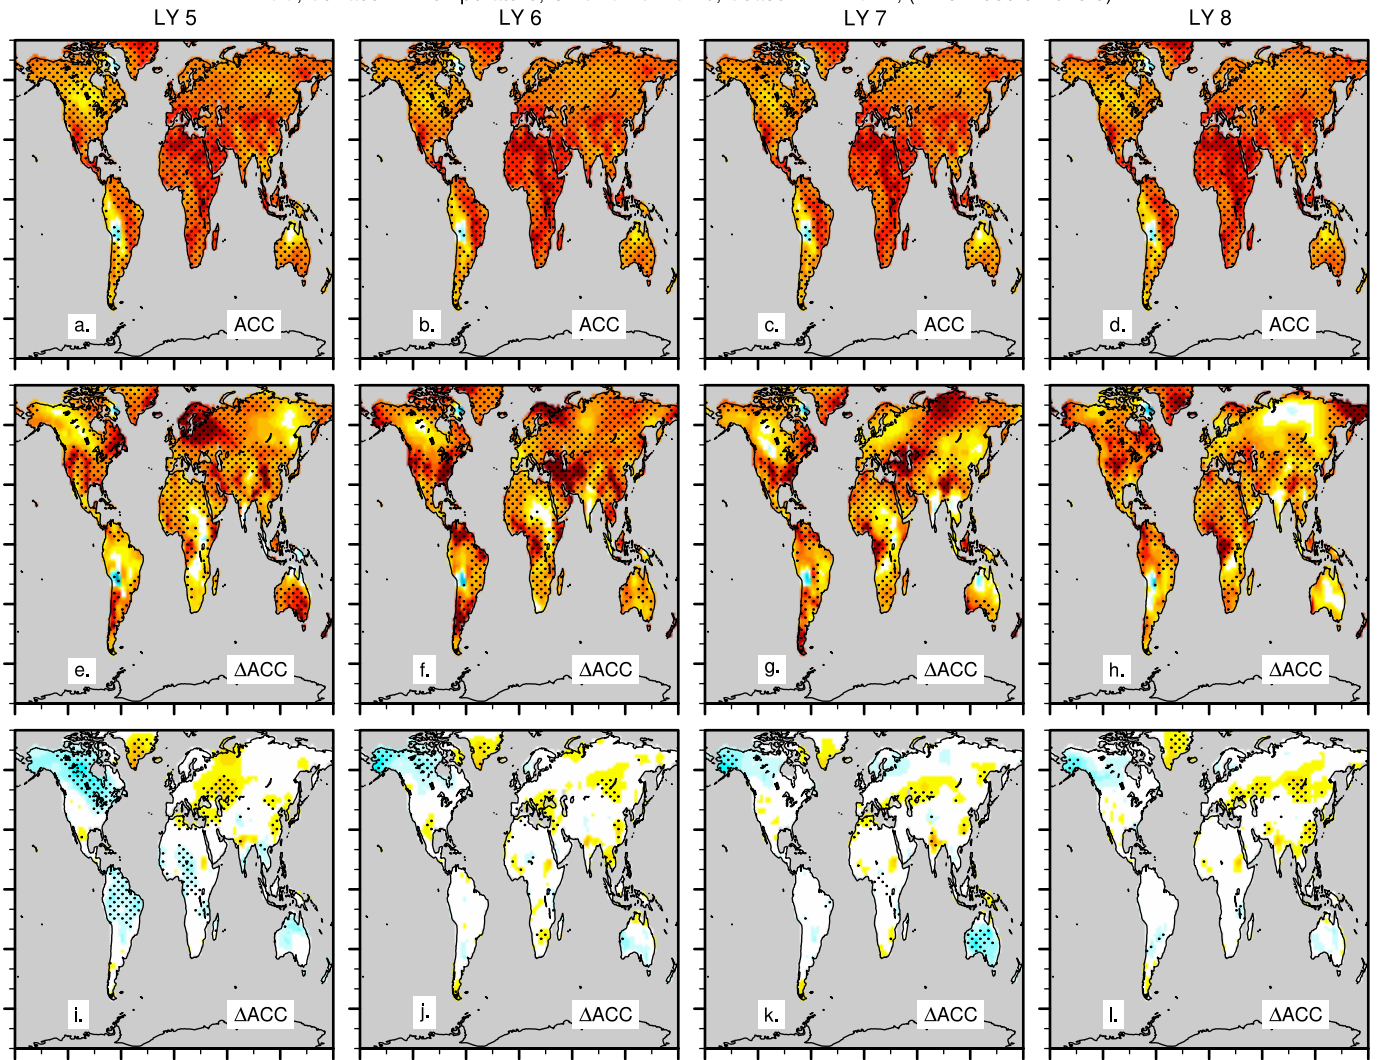 LY 5 LY 6 LY 7 LY 8
a. ACC b. ACC c. ACC d. ACC
e. ΔACC f. ΔACC g. ΔACC h. ΔACC
i. ΔACC j. ΔACC k. ΔACC l. ΔACC